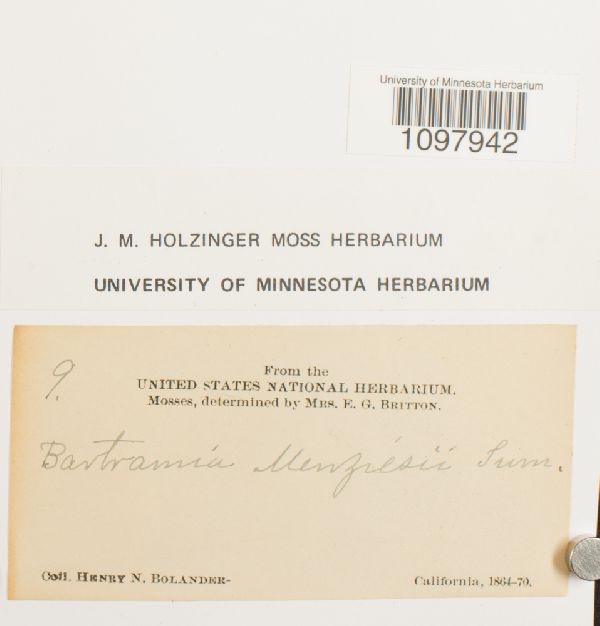 University of Minnesota Herbarium
1097942
J. M. HOLZINGER MOSS HERBARIUM
UNIVERSITY OF MINNESOTA HERBARIUM
9.
From the
UNITED STATES NATIONAL HERBARIUM.
Mosses, determined by MRS. E. G. BRITTON.
Bartramia Menziesii Turn.
Coll. HENRY N. BOLANDER-
California, 1864-70.